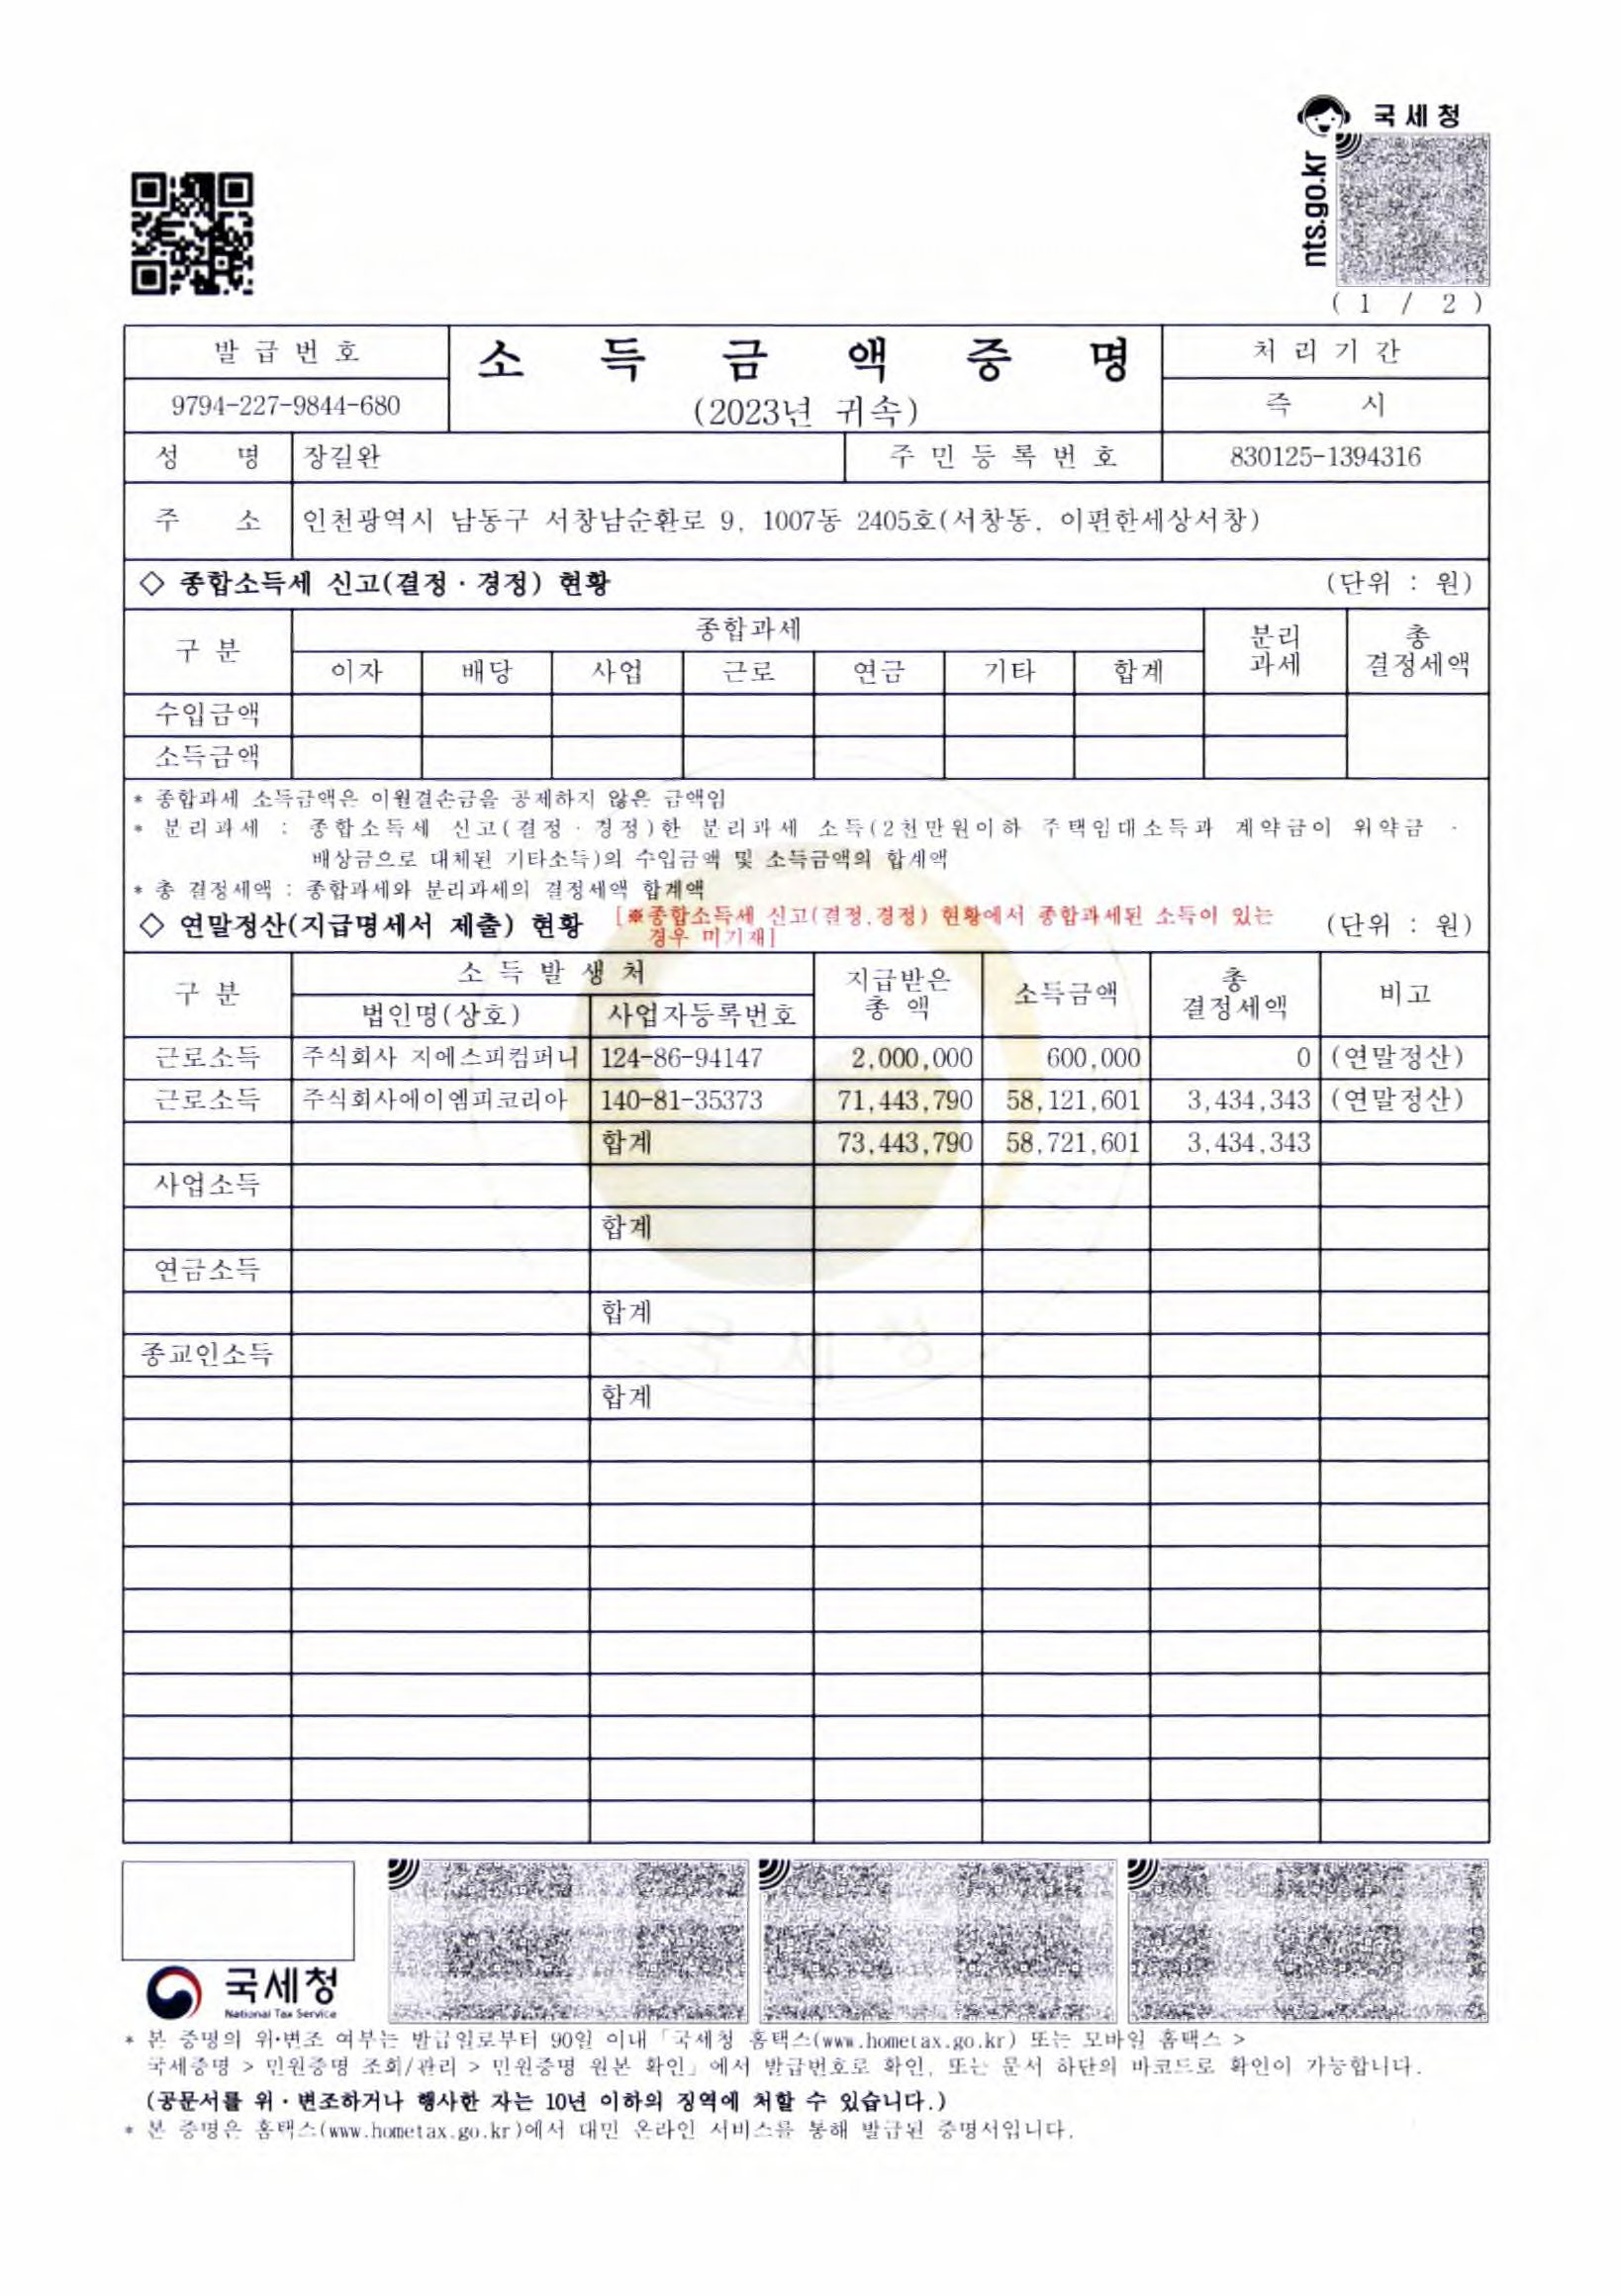 국세청
nts.go.kr
( 1 / 2 )
발 급 번 호
소 득 금 액 증 명
처 리 기 간
9794-227-9844-680
(2023년 귀속)
즉 시
성 명 장길완 주 민 등 록 번 호 830125-1394316
주 소 인천광역시 남동구 서창남순환로 9, 1007동 2405호(서창동, 이편한세상서창)
◇ 종합소득세 신고(결정ㆍ경정) 현황 (단위 : 원)
구 분 종합과세 분리과세 총결정세액
이자 배당 사업 근로 연금 기타 합계
수입금액
소득금액
* 종합과세 소득금액은 이월결손금을 공제하지 않은 금액임
* 분리과세 : 종합소득세 신고(결정ㆍ경정)한 분리과세 소득(2천만원이하 주택임대소득과 계약금이 위약금ㆍ
배상금으로 대체된 기타소득)의 수입금액 및 소득금액의 합계액
* 총 결정세액 : 종합과세와 분리과세의 결정세액 합계액
◇ 연말정산(지급명세서 제출) 현황 [※종합소득세 신고(결정,경정) 현황에서 종합과세된 소득이 있는 (단위 : 원)
경우 미기재]
구 분 소 득 발 생 처 지급받은 총 액 소득금액 총 결정세액 비고
법인명(상호) 사업자등록번호
근로소득 주식회사 지에스피컴퍼니 124-86-94147 2,000,000 600,000 0 (연말정산)
근로소득 주식회사에이엠피코리아 140-81-35373 71,443,790 58,121,601 3,434,343 (연말정산)
합계 73,443,790 58,721,601 3,434,343
사업소득
합계
연금소득
합계
종교인소득
합계
국세청
국세청
National Tax Service
* 본 증명의 위·변조 여부는 발급일로부터 90일 이내「국세청 홈택스(www.hometax.go.kr) 또는 모바일 홈택스 >
국세증명 > 민원증명 조회/관리 > 민원증명 원본 확인」에서 발급번호로 확인, 또는 문서 하단의 바코드로 확인이 가능합니다.
(공문서를 위ㆍ변조하거나 행사한 자는 10년 이하의 징역에 처할 수 있습니다.)
* 본 증명은 홈택스(www.hometax.go.kr)에서 대민 온라인 서비스를 통해 발급된 증명서입니다.